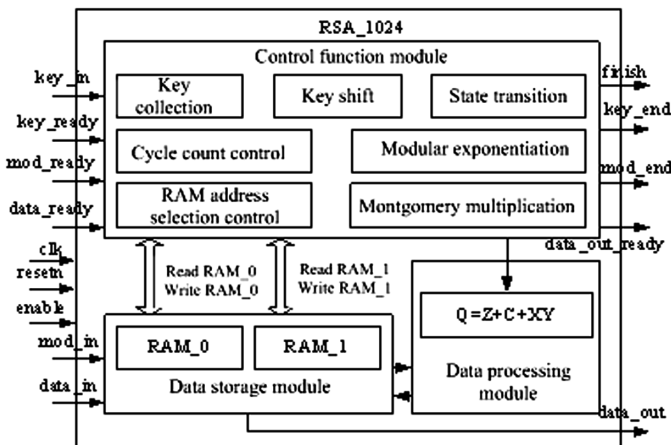 RSA_1024
Control function module
key_in
finish
Key
collection
Key shift
State transition
key_end
key_ready
Cycle count control
Modular exponentiation
mod_ready
mod_end
RAM address
selection control
Montgomery multiplication
data_ready
data_out_ready
clk
resetn
Read RAM_0
Write RAM_0
Read RAM_1
Write RAM_1
enable
Q=Z+C+XY
mod_in
RAM_0
RAM_1
data_in
Data storage module
Data processing
module
data_out